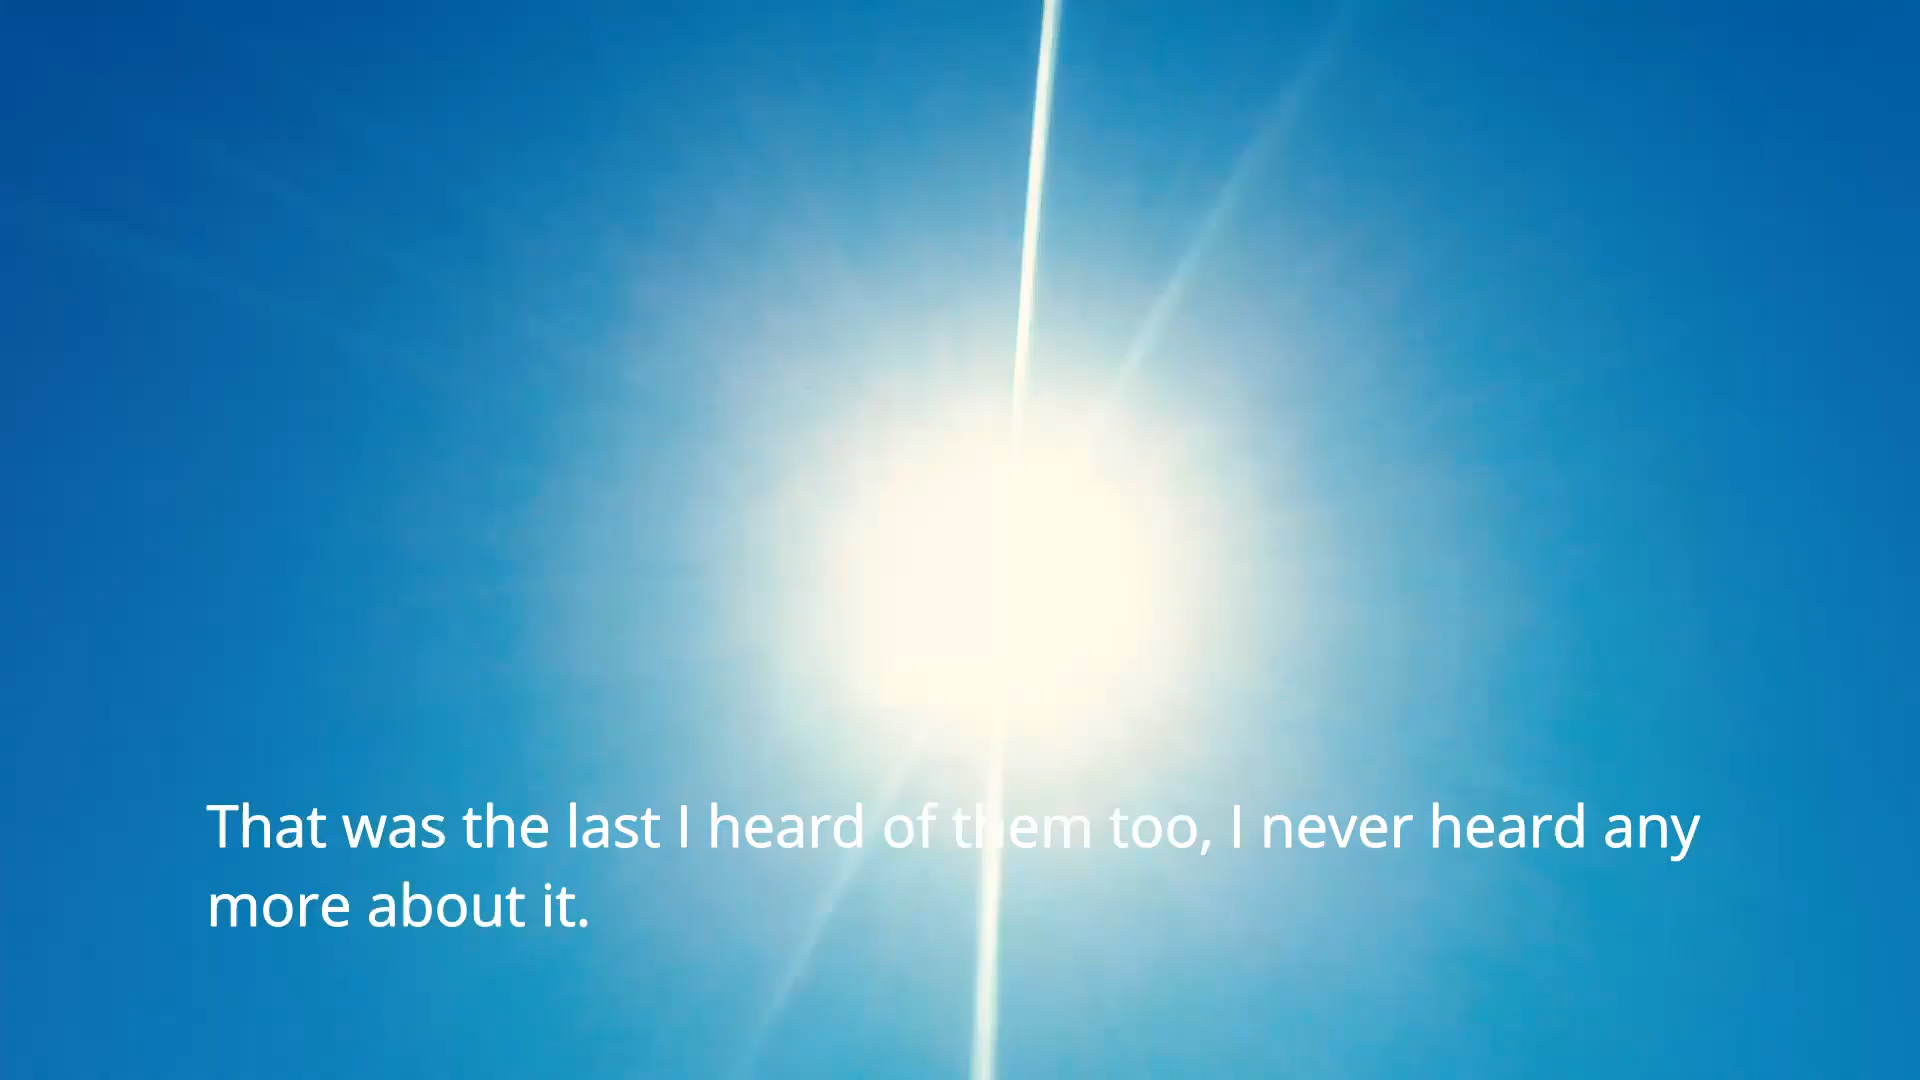 That was the last I heard of them too, I never heard any
more about it.